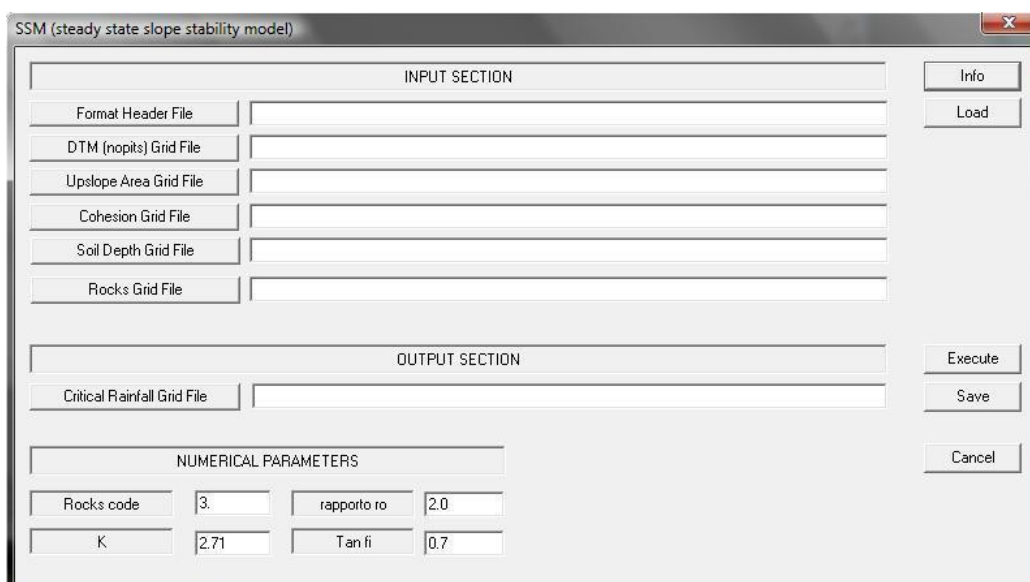 SSM (steady state slope stability model)
INPUT SECTION
Info
Format Header File
Load
DTM (nopits) Grid File
Upslope Area Grid File
Cohesion Grid File
Soil Depth Grid File
Rocks Grid File
OUTPUT SECTION
Execute
Critical Rainfall Grid File
Save
NUMERICAL PARAMETERS
Cancel
Rocks code 3. rapporto ro 2.0
K 2.71 Tan fi 0.7